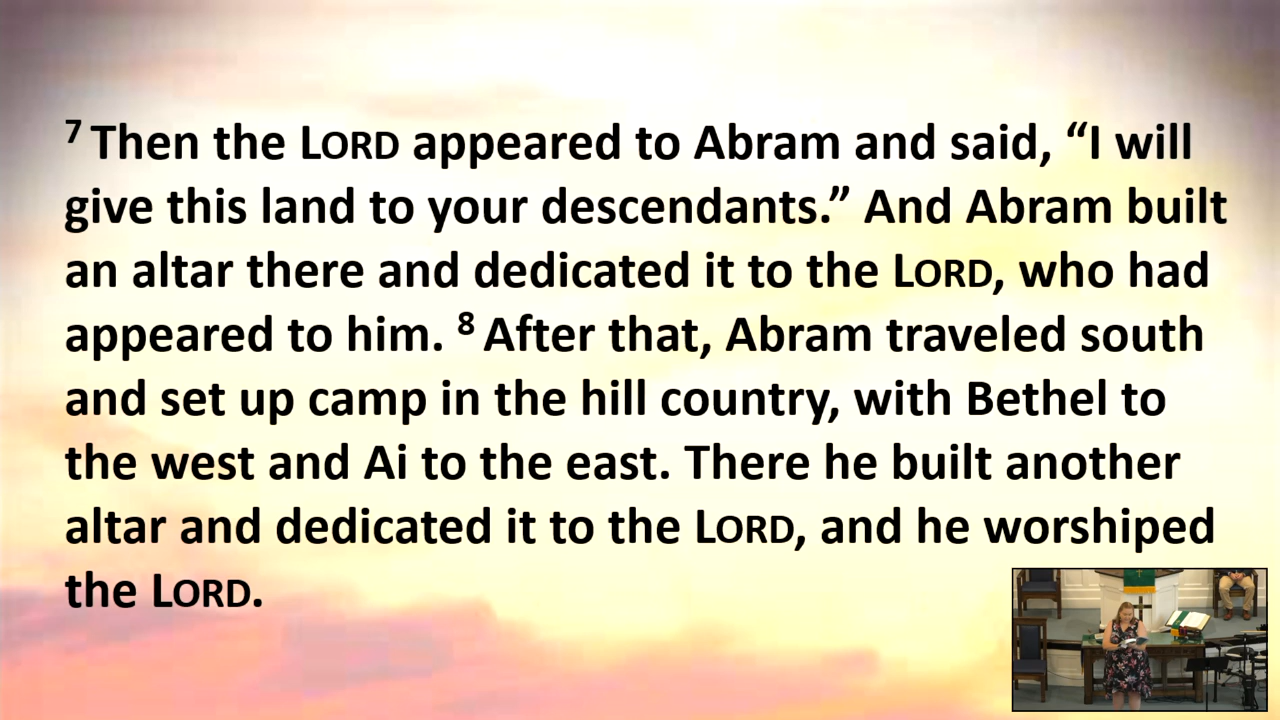 7 Then the LORD appeared to Abram and said, “I will
give this land to your descendants.” And Abram built
an altar there and dedicated it to the LORD, who had
appeared to him. 8 After that, Abram traveled south
and set up camp in the hill country, with Bethel to
the west and Ai to the east. There he built another
altar and dedicated it to the LORD, and he worshiped
the LORD.